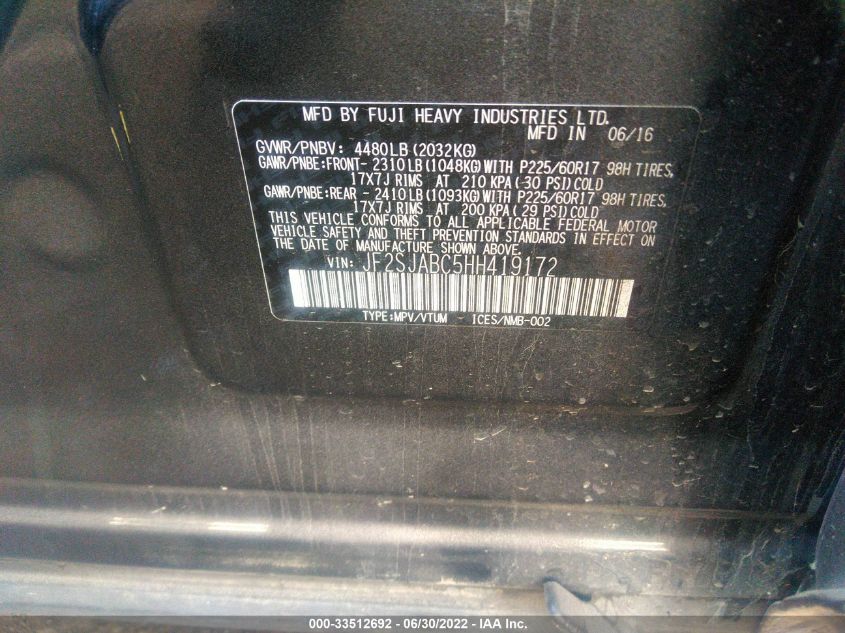 MFD BY FUJI HEAVY INDUSTRIES LTD.
MFD IN 06/16
GVWR/PNBV: 4480LB(2032KG)
GAWR/PNBE:FRONT- 2310LB(1048KG)WITH P225/60R17 98H TIRES,
17X7J RIMS AT 210 KPA( 30 PSI)COLD
GAWR/PNBE:REAR - 2410LB(1093KG)WITH P225/60R17 98H TIRES,
17X7J RIMS AT 200 KPA( 29 PSI)COLD
THIS VEHICLE CONFORMS TO ALL APPLICABLE FEDERAL MOTOR
VEHICLE SAFETY AND THEFT PREVENTION STANDARDS IN EFFECT ON
THE DATE OF MANUFACTURE SHOWN ABOVE.
VIN: JF2SJABC5HH419172
TYPE:MPV/VTUM ICES/NMB-002
000-33512692 - 06/30/2022 - IAA Inc.